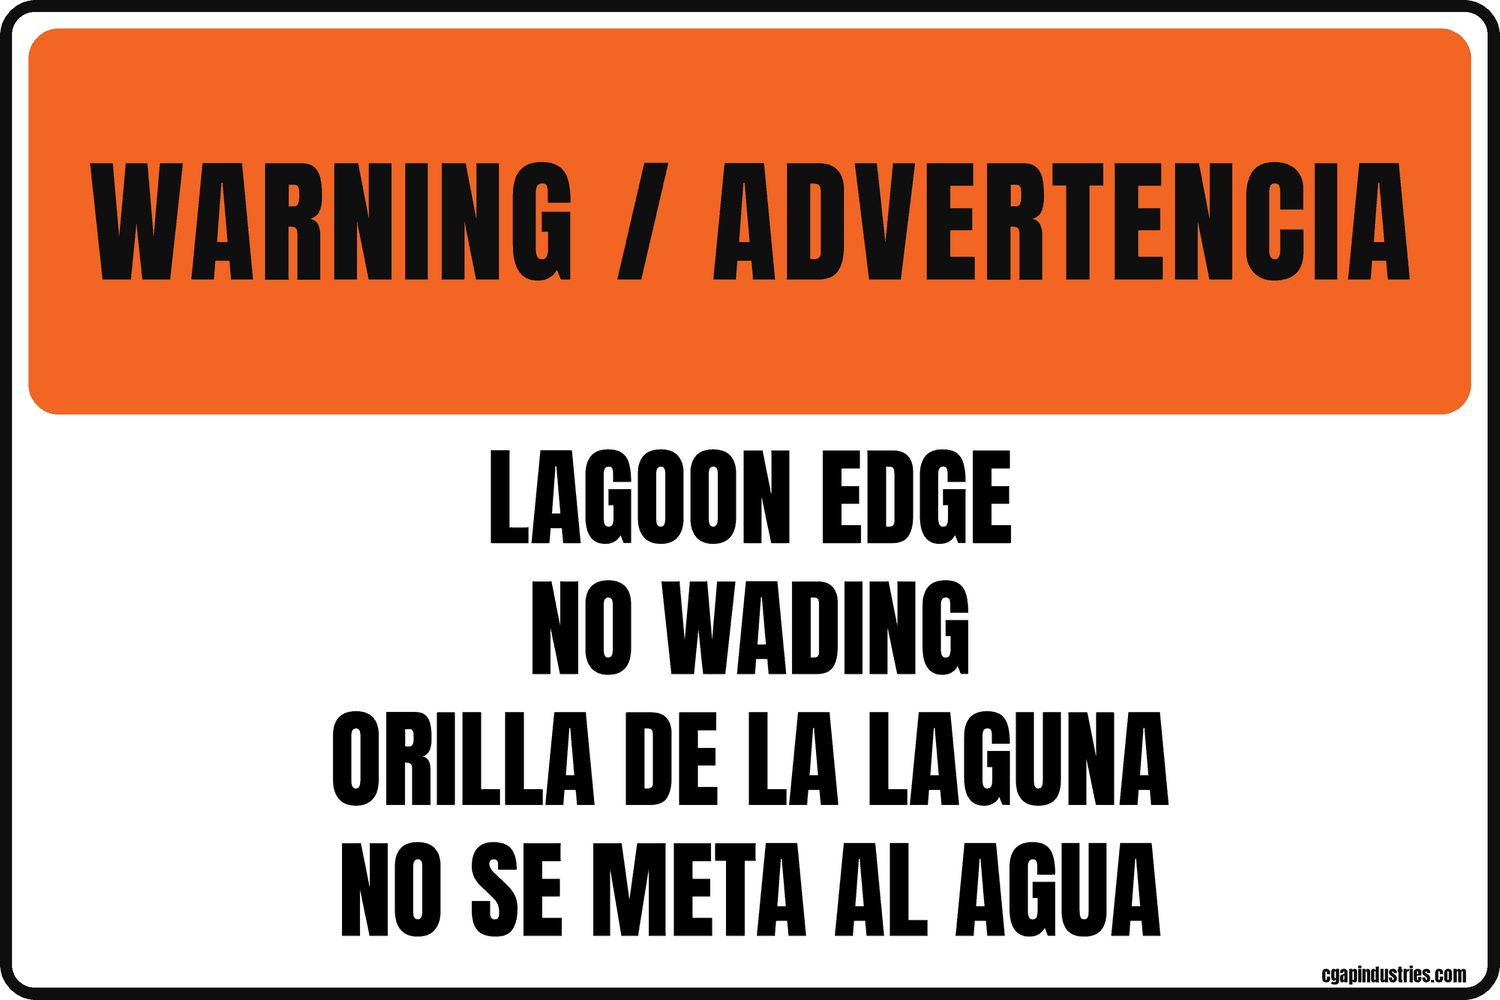 WARNING / ADVERTENCIA
LAGOON EDGE
NO WADING
ORILLA DE LA LAGUNA
NO SE META AL AGUA
cgapindustries.com